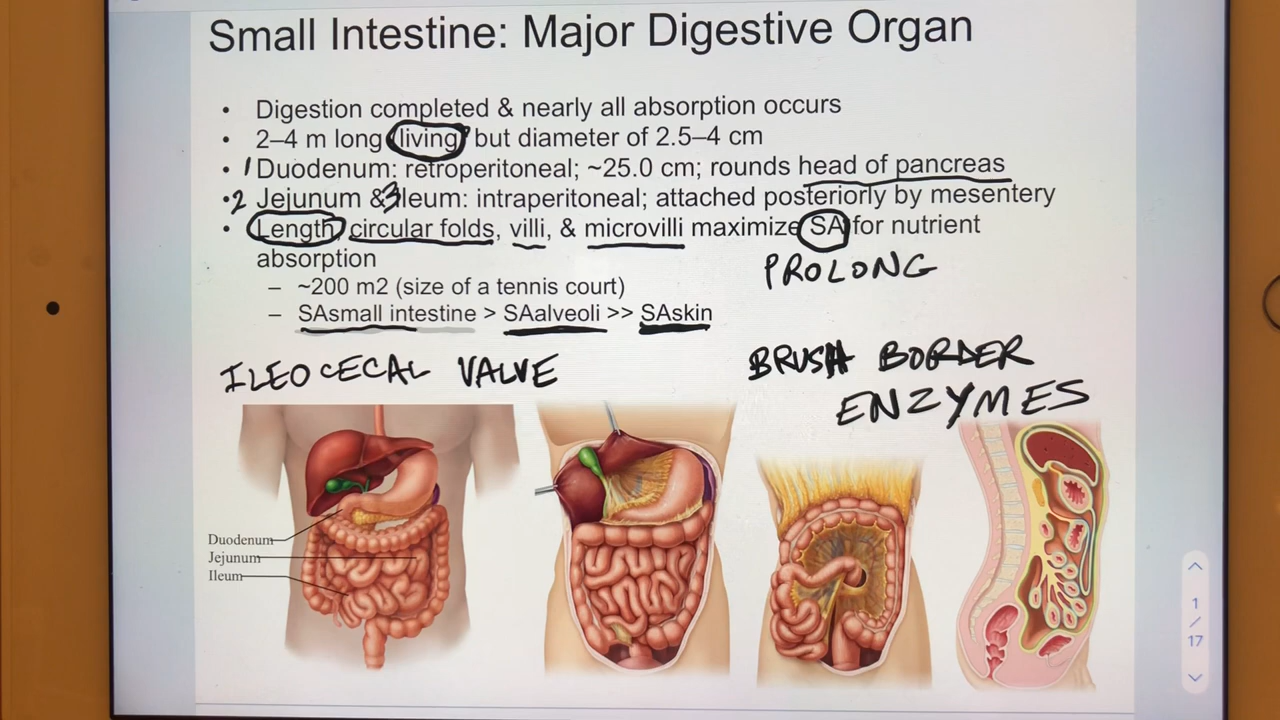 Small Intestine: Major Digestive Organ
• Digestion completed & nearly all absorption occurs
• 2–4 m long (living) but diameter of 2.5–4 cm
• 1 Duodenum: retroperitoneal; ~25.0 cm; rounds head of pancreas
• 2 Jejunum & 3 Ileum: intraperitoneal; attached posteriorly by mesentery
• Length, circular folds, villi, & microvilli maximize SA for nutrient
absorption
PROLONG
– ~200 m2 (size of a tennis court)
– SAsmall intestine > SAalveoli >> SAskin
ILEOCECAL VALVE
BRUSH BORDER
ENZYMES
Duodenum
Jejunum
Ileum
1
/
17